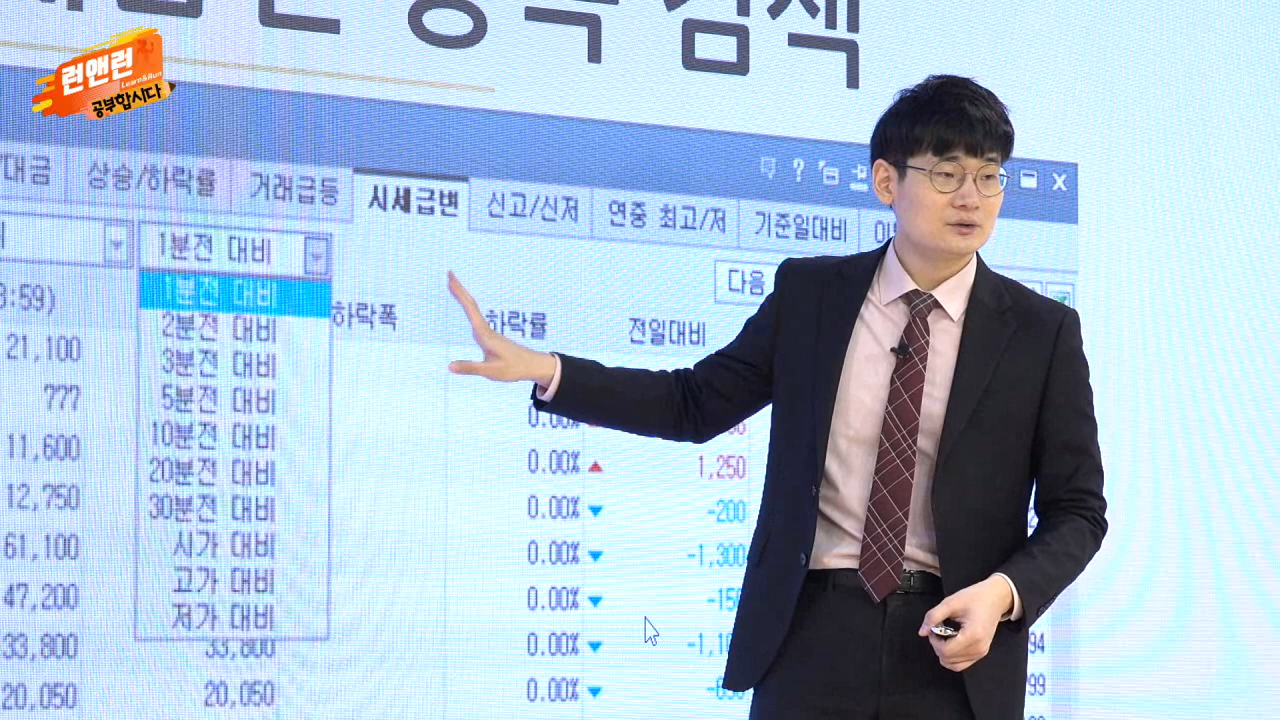 종목 검색
런앤런
Learn&Run
공부합시다
대금 상승/하락률 거래급등 시세급변 신고/신저 연중 최고/저 기준일대비
1분전 대비
다음
1분전 대비
하락폭 하락률 전일대비
2분전 대비
21,100 3분전 대비
??? 5분전 대비
11,600 10분전 대비
0.00% ▲ 1,250
12,750 20분전 대비
0.00% ▼ -200
30분전 대비
61,100 시가 대비
0.00% ▼ -1,300
47,200 고가 대비
0.00% ▼
저가 대비
33,800 33,800 0.00% ▼
20,050 20,050 0.00% ▼